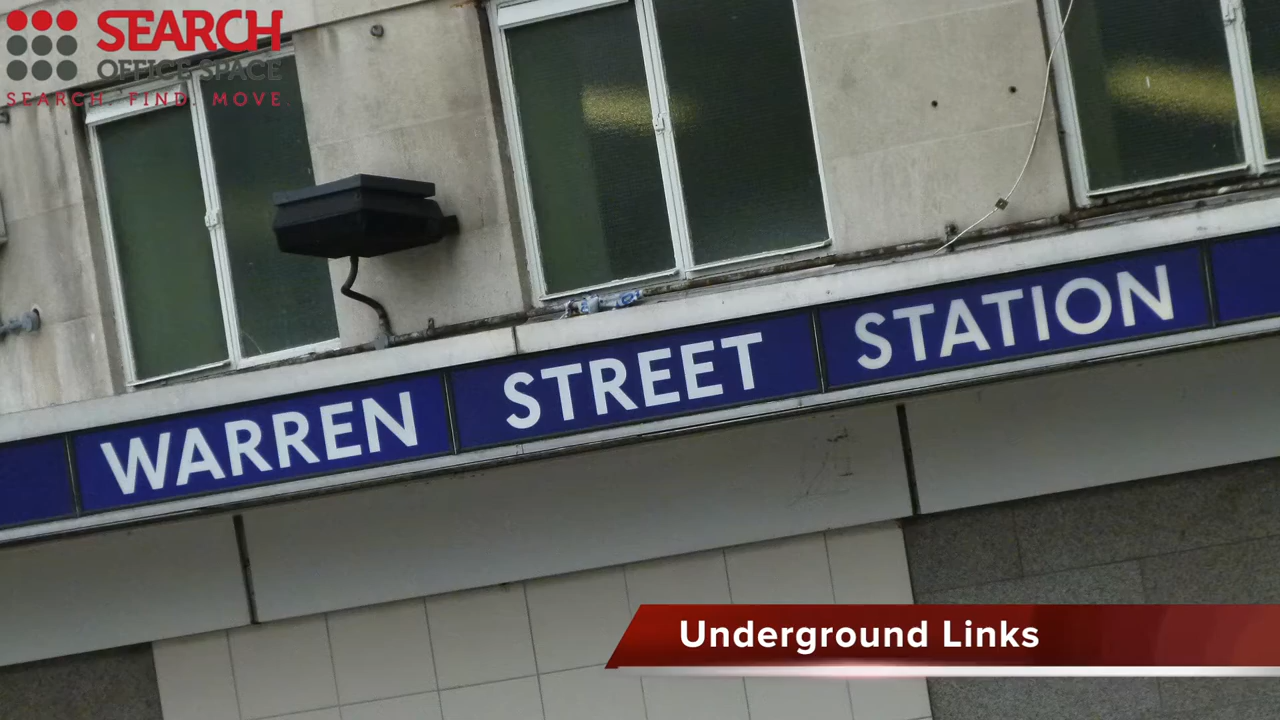 SEARCH
OFFICE SPACE
SEARCH. FIND. MOVE
WARREN STREET STATION
Underground Links